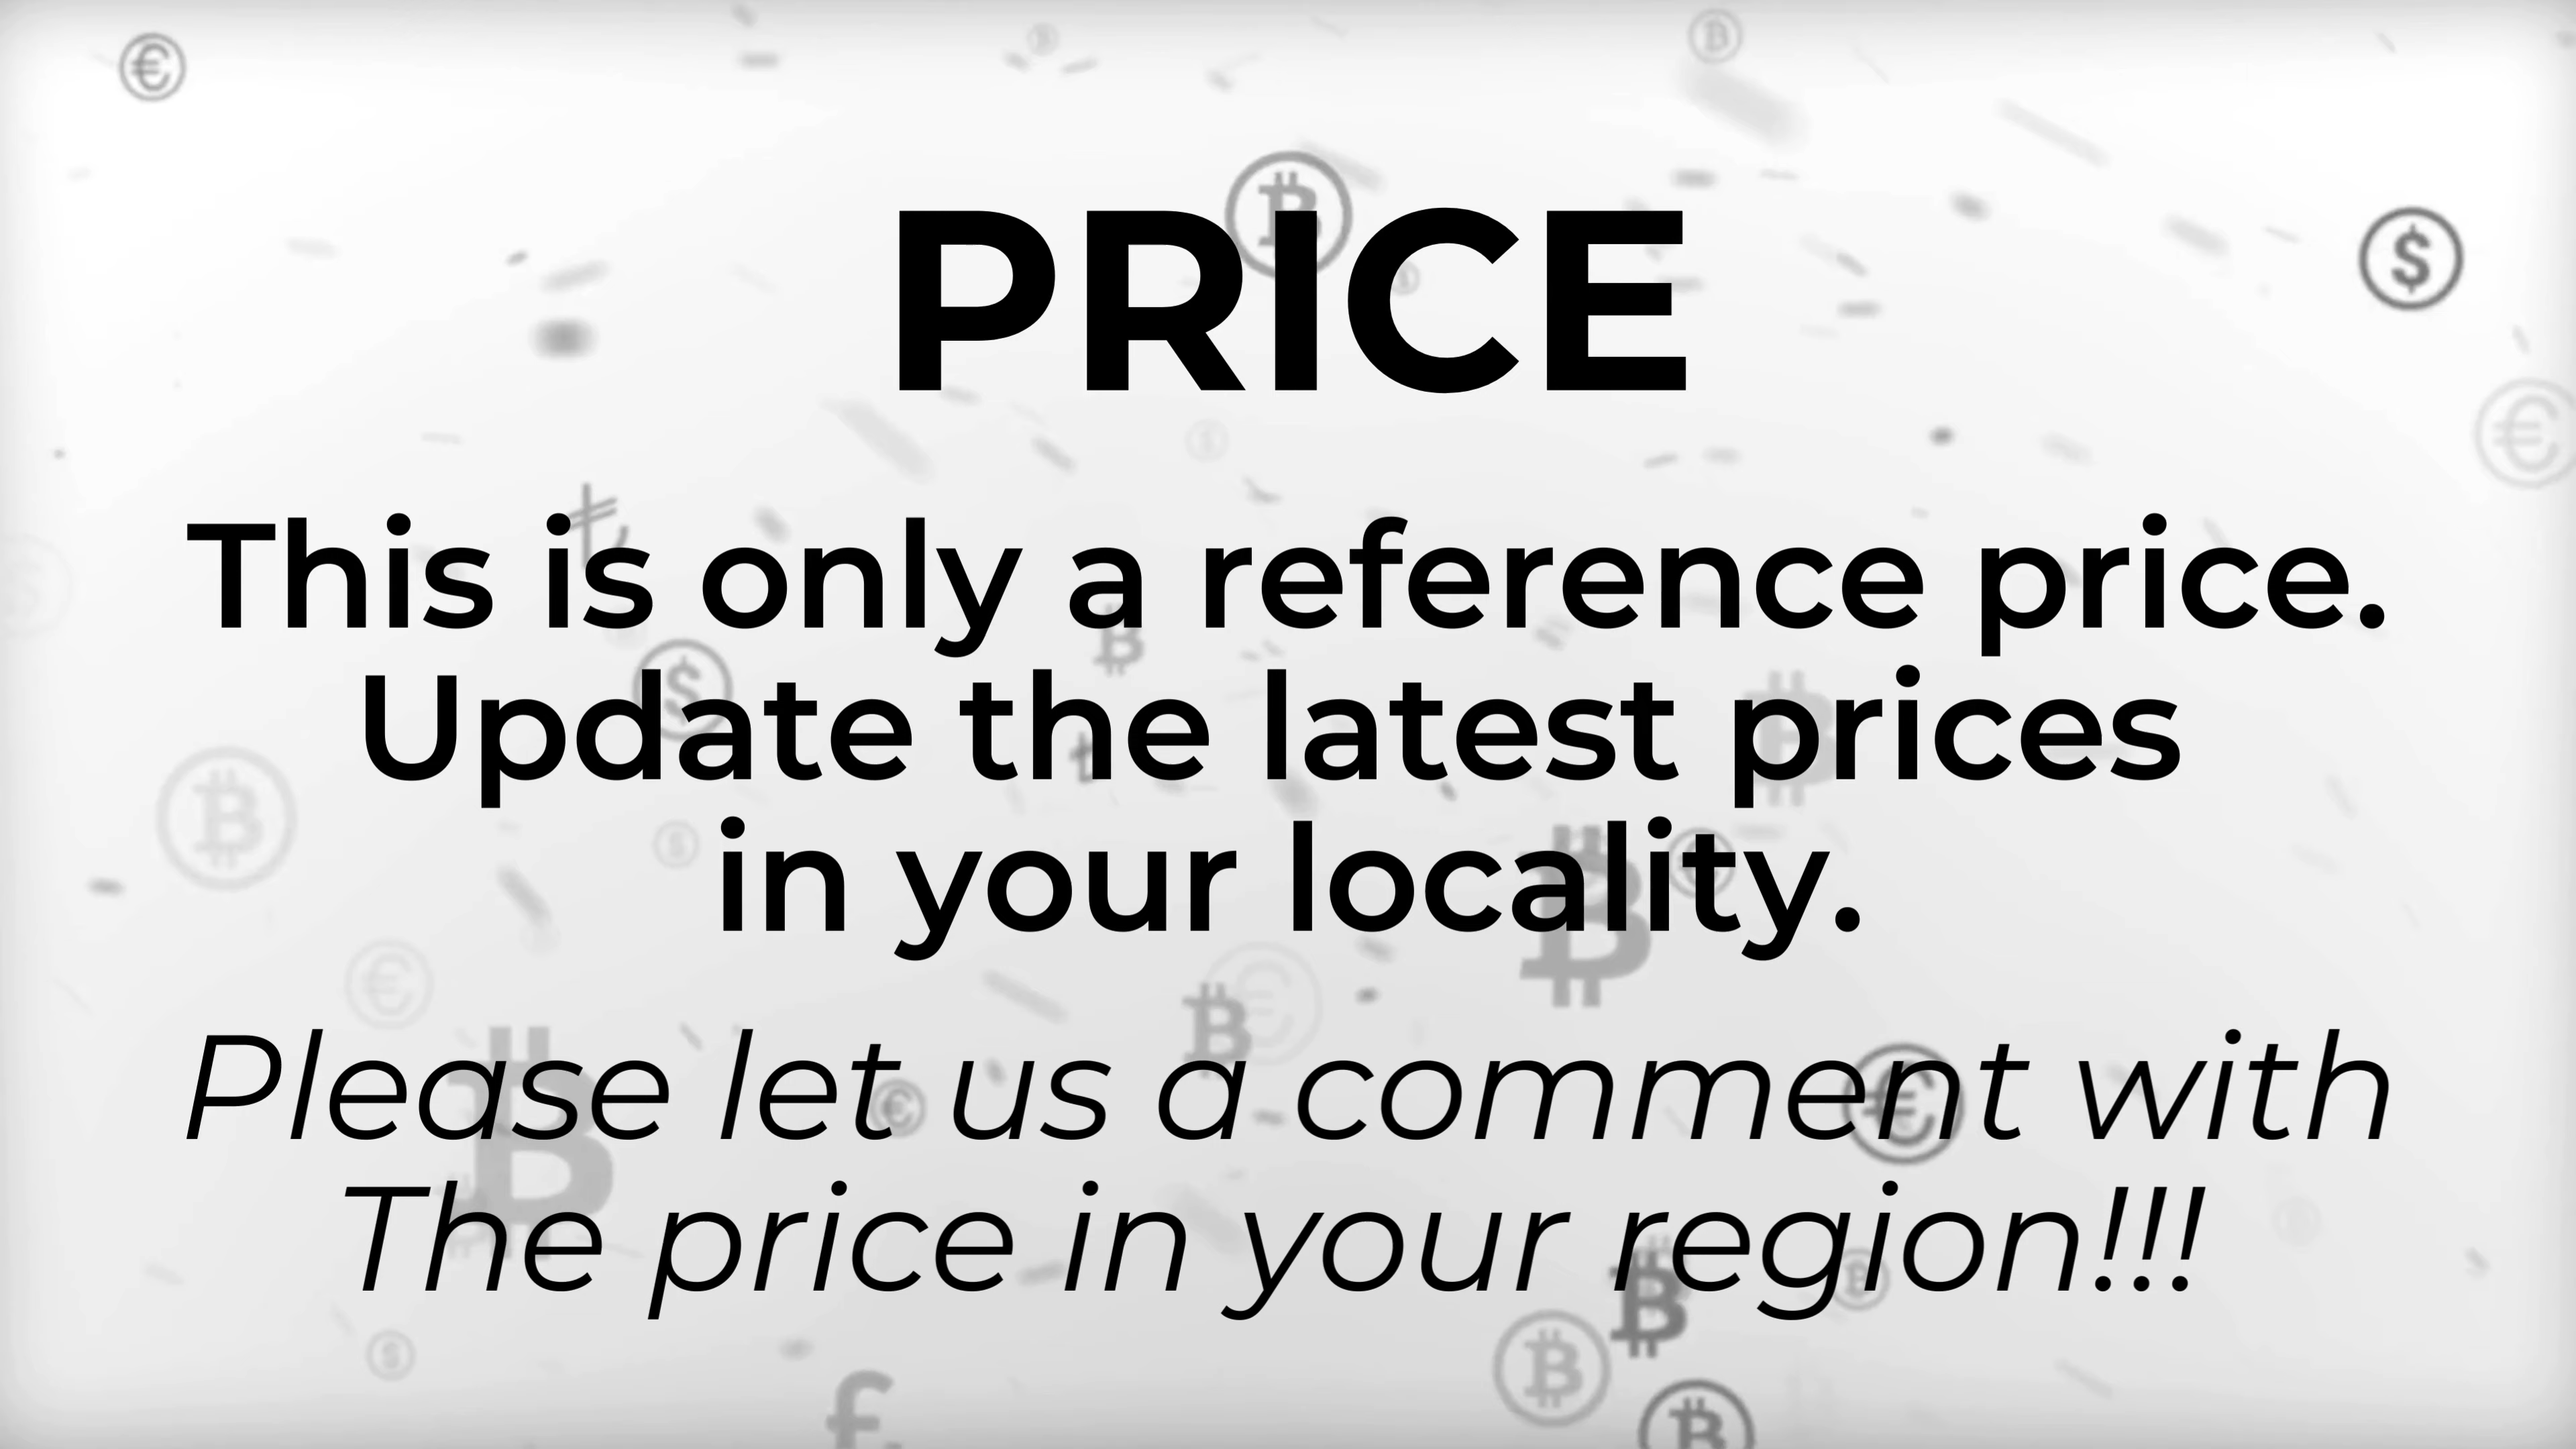 PRICE
This is only a reference price.
Update the latest prices
in your locality.
Please let us a comment with
The price in your region!!!